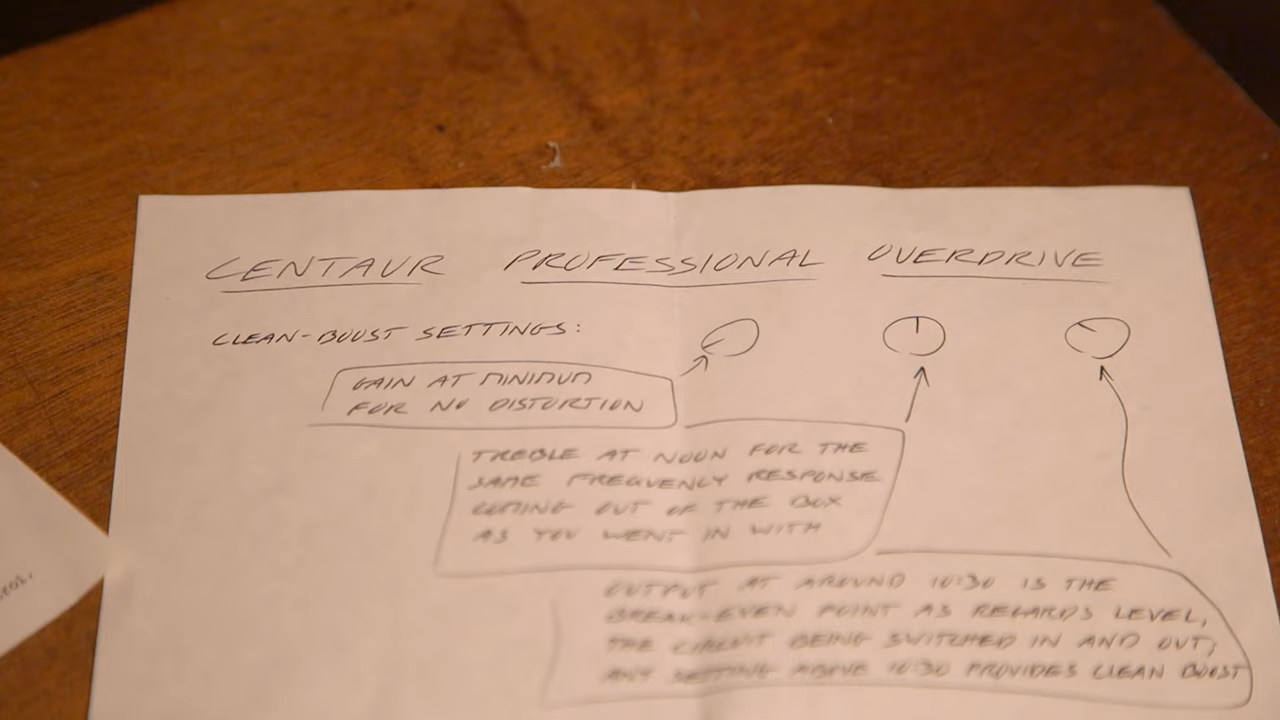 CENTAUR PROFESSIONAL OVERDRIVE
CLEAN-BOOST SETTINGS:
GAIN AT MINIMUM
FOR NO DISTORTION
TREBLE AT NOON FOR THE
SAME FREQUENCY RESPONSE
COMING OUT OF THE BOX
AS YOU WENT IN WITH
OUTPUT AT AROUND 10:30 IS THE
BREAK-EVEN POINT AS REGARDS LEVEL,
THE CIRCUIT BEING SWITCHED IN AND OUT;
ANY SETTING ABOVE 10:30 PROVIDES CLEAN BOOST